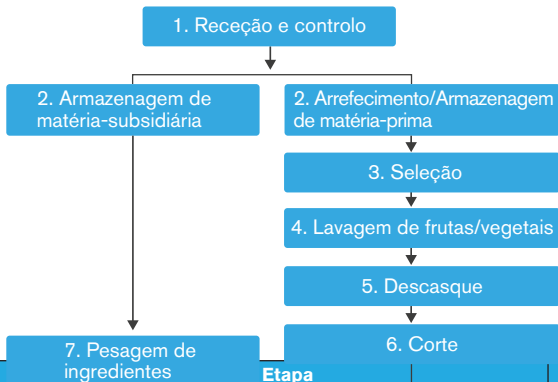 1. Receção e controlo
2. Armazenagem de
matéria-subsidiária
2. Arrefecimento/Armazenagem
de matéria-prima
3. Seleção
4. Lavagem de frutas/vegetais
5. Descasque
6. Corte
7. Pesagem de
ingredientes
Etapa